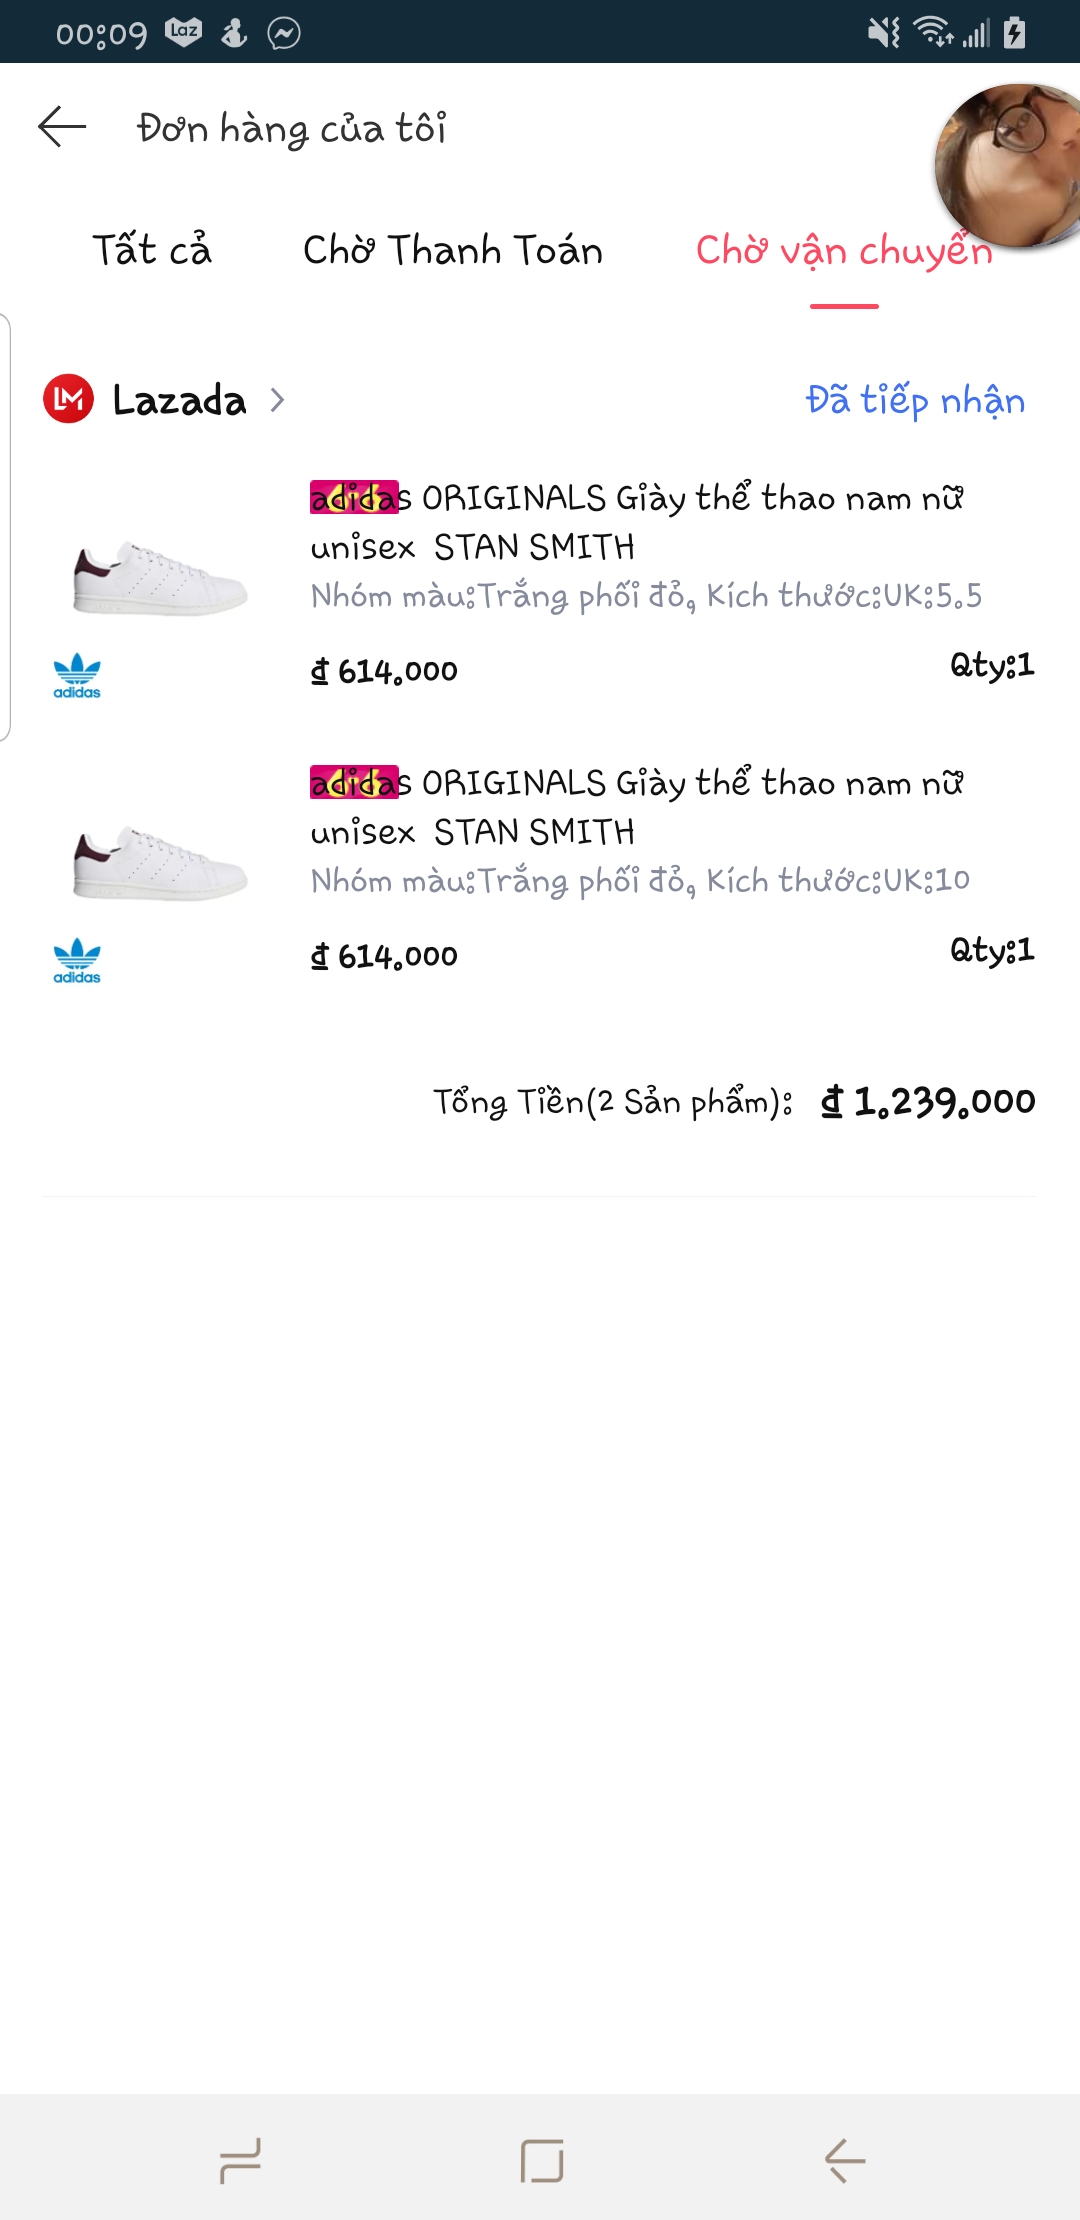 00:09 Laz
Đơn hàng của tôi
Tất cả Chờ Thanh Toán Chờ vận chuyển
LM Lazada Đã tiếp nhận
adidas ORIGINALS Giày thể thao nam nữ
unisex STAN SMITH
Nhóm màu:Trắng phối đỏ, Kích thước:UK:5.5
adidas
₫ 614.000 Qty:1
adidas ORIGINALS Giày thể thao nam nữ
unisex STAN SMITH
Nhóm màu:Trắng phối đỏ, Kích thước:UK:10
adidas
₫ 614.000 Qty:1
Tổng Tiền(2 Sản phẩm): ₫ 1.239.000